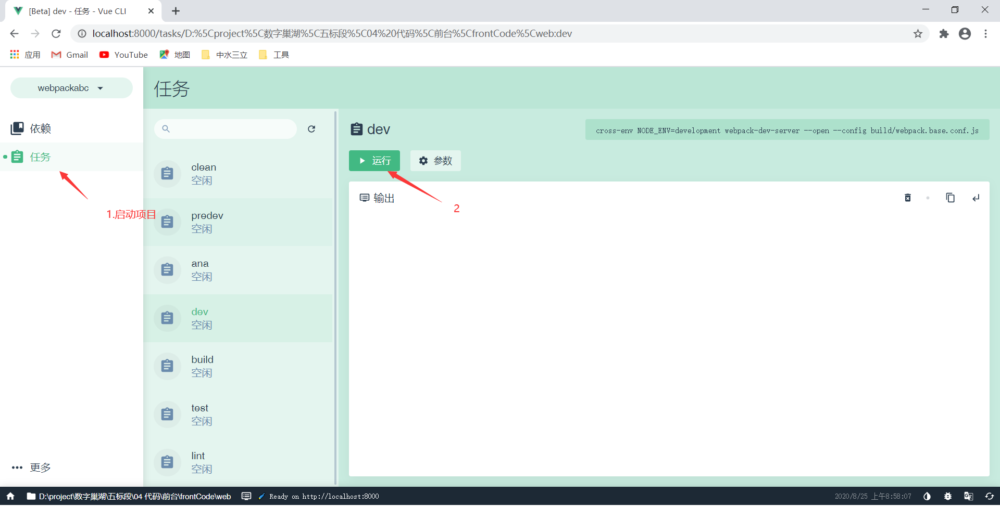 [Beta] dev - 任务 - Vue CLI
localhost:8000/tasks/D:%5Cproject%5C数字巢湖%5C五标段%5C04%20代码%5C前台%5CfrontCode%5Cweb:dev
应用 Gmail YouTube 地图 中水三立 工具
webpackabc
任务
依赖
任务
1.启动项目
更多
clean
空闲
predev
空闲
ana
空闲
dev
空闲
build
空闲
test
空闲
lint
空闲
dev
cross-env NODE_ENV=development webpack-dev-server --open --config build/webpack.base.conf.js
运行 参数
2
输出
D:\project\数字巢湖\五标段\04 代码\前台\frontCode\web Ready on http://localhost:8000 2020/8/25 上午8:58:07